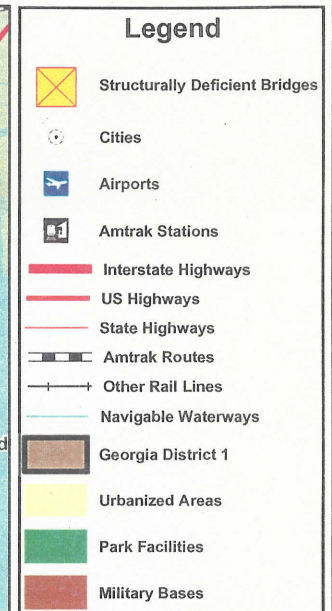 Legend
Structurally Deficient Bridges
Cities
Airports
Amtrak Stations
Interstate Highways
US Highways
State Highways
Amtrak Routes
Other Rail Lines
Navigable Waterways
d
Georgia District 1
Urbanized Areas
Park Facilities
Military Bases